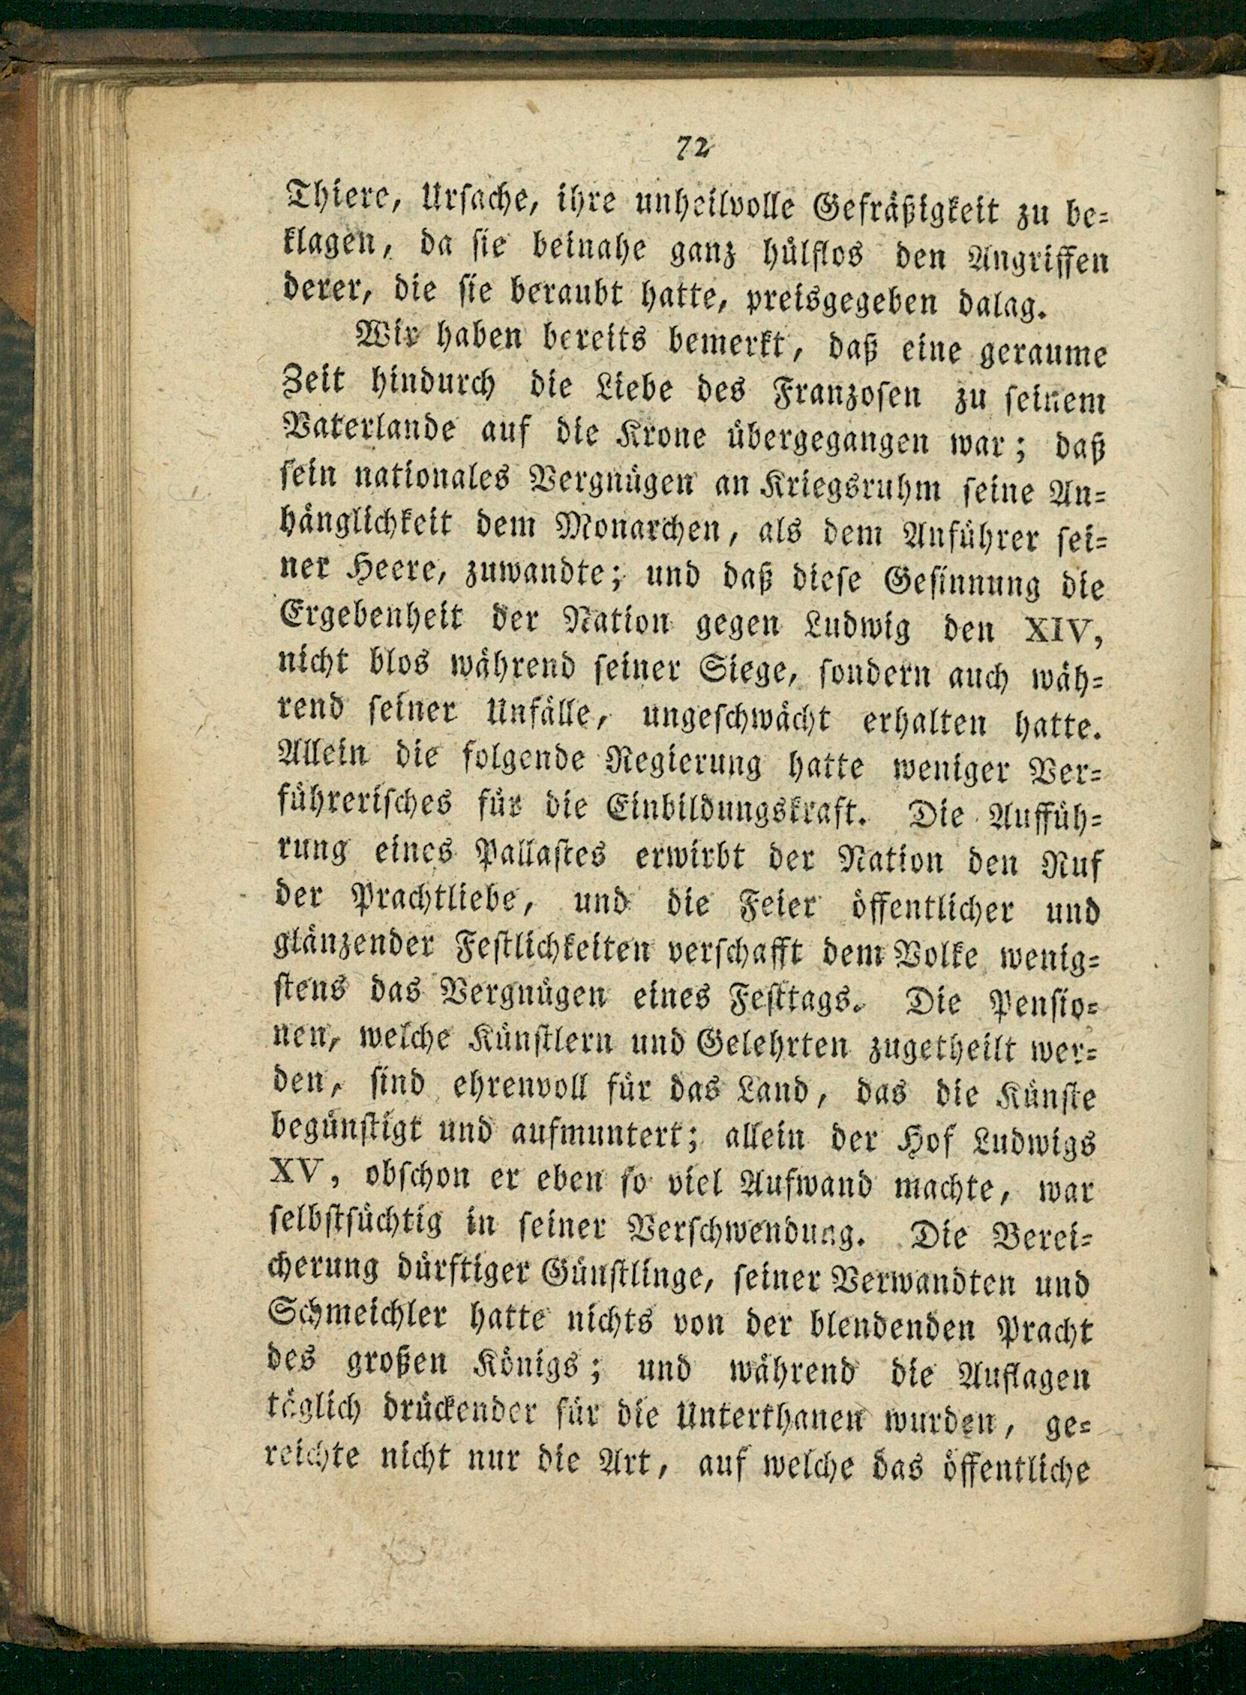 72
Thiere, Ursache, ihre unheilvolle Gefräßigkeit zu be=
klagen, da sie beinahe ganz hülflos den Angriffen
derer, die sie beraubt hatte, preisgegeben dalag.
Wir haben bereits bemerkt, daß eine geraume
Zeit hindurch die Liebe des Franzosen zu seinem
Vaterlande auf die Krone übergegangen war; daß
sein nationales Vergnügen an Kriegsruhm seine An=
hänglichkeit dem Monarchen, als dem Anführer sei=
ner Heere, zuwandte; und daß diese Gesinnung die
Ergebenheit der Nation gegen Ludwig den XIV,
nicht blos während seiner Siege, sondern auch wäh=
rend seiner Unfälle, ungeschwächt erhalten hatte.
Allein die folgende Regierung hatte weniger Ver=
führerisches für die Einbildungskraft. Die Auffüh=
rung eines Pallastes erwirbt der Nation den Ruf
der Prachtliebe, und die Feier öffentlicher und
glänzender Festlichkeiten verschafft dem Volke wenig=
stens das Vergnügen eines Festtags. Die Pensio=
nen, welche Künstlern und Gelehrten zugetheilt wer=
den, sind ehrenvoll für das Land, das die Künste
begünstigt und aufmuntert; allein der Hof Ludwigs
XV, obschon er eben so viel Aufwand machte, war
selbstsüchtig in seiner Verschwendung. Die Berei=
cherung dürftiger Günstlinge, seiner Verwandten und
Schmeichler hatte nichts von der blendenden Pracht
des großen Königs; und während die Auflagen
täglich drückender für die Unterthanen wurden, ge=
reichte nicht nur die Art, auf welche das öffentliche